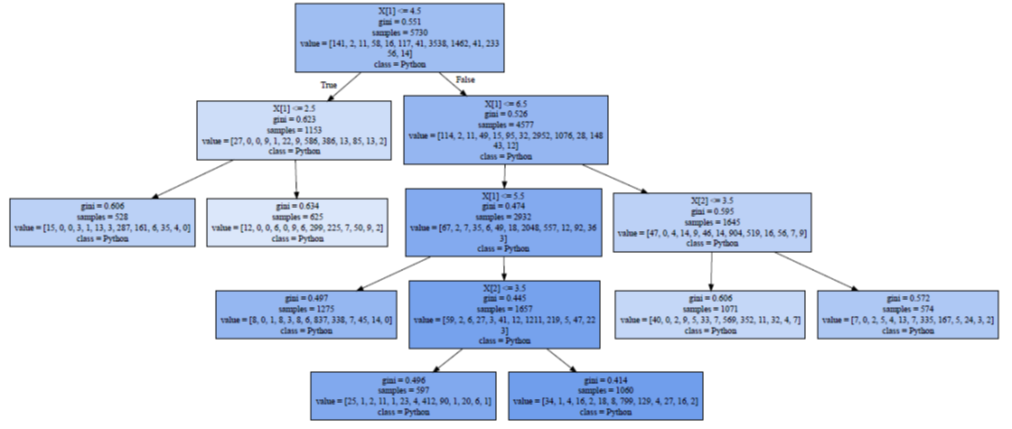 X[1] <= 4.5
gini = 0.551
samples = 5730
value = [141, 2, 11, 58, 16, 117, 41, 3538, 1462, 41, 233
56, 14]
class = Python
True
False
X[1] <= 2.5
gini = 0.623
samples = 1153
value = [27, 0, 0, 9, 1, 22, 9, 586, 386, 13, 85, 13, 2]
class = Python
X[1] <= 6.5
gini = 0.526
samples = 4577
value = [114, 2, 11, 49, 15, 95, 32, 2952, 1076, 28, 148
43, 12]
class = Python
gini = 0.606
samples = 528
value = [15, 0, 0, 3, 1, 13, 3, 287, 161, 6, 35, 4, 0]
class = Python
gini = 0.634
samples = 625
value = [12, 0, 0, 6, 0, 9, 6, 299, 225, 7, 50, 9, 2]
class = Python
X[1] <= 5.5
gini = 0.474
samples = 2932
value = [67, 2, 7, 35, 6, 49, 18, 2048, 557, 12, 92, 36
3]
class = Python
X[2] <= 3.5
gini = 0.595
samples = 1645
value = [47, 0, 4, 14, 9, 46, 14, 904, 519, 16, 56, 7, 9]
class = Python
gini = 0.497
samples = 1275
value = [8, 0, 1, 8, 3, 8, 6, 837, 338, 7, 45, 14, 0]
class = Python
X[2] <= 3.5
gini = 0.445
samples = 1657
value = [59, 2, 6, 27, 3, 41, 12, 1211, 219, 5, 47, 22
3]
class = Python
gini = 0.606
samples = 1071
value = [40, 0, 2, 9, 5, 33, 7, 569, 352, 11, 32, 4, 7]
class = Python
gini = 0.572
samples = 574
value = [7, 0, 2, 5, 4, 13, 7, 335, 167, 5, 24, 3, 2]
class = Python
gini = 0.496
samples = 597
value = [25, 1, 2, 11, 1, 23, 4, 412, 90, 1, 20, 6, 1]
class = Python
gini = 0.414
samples = 1060
value = [34, 1, 4, 16, 2, 18, 8, 799, 129, 4, 27, 16, 2]
class = Python